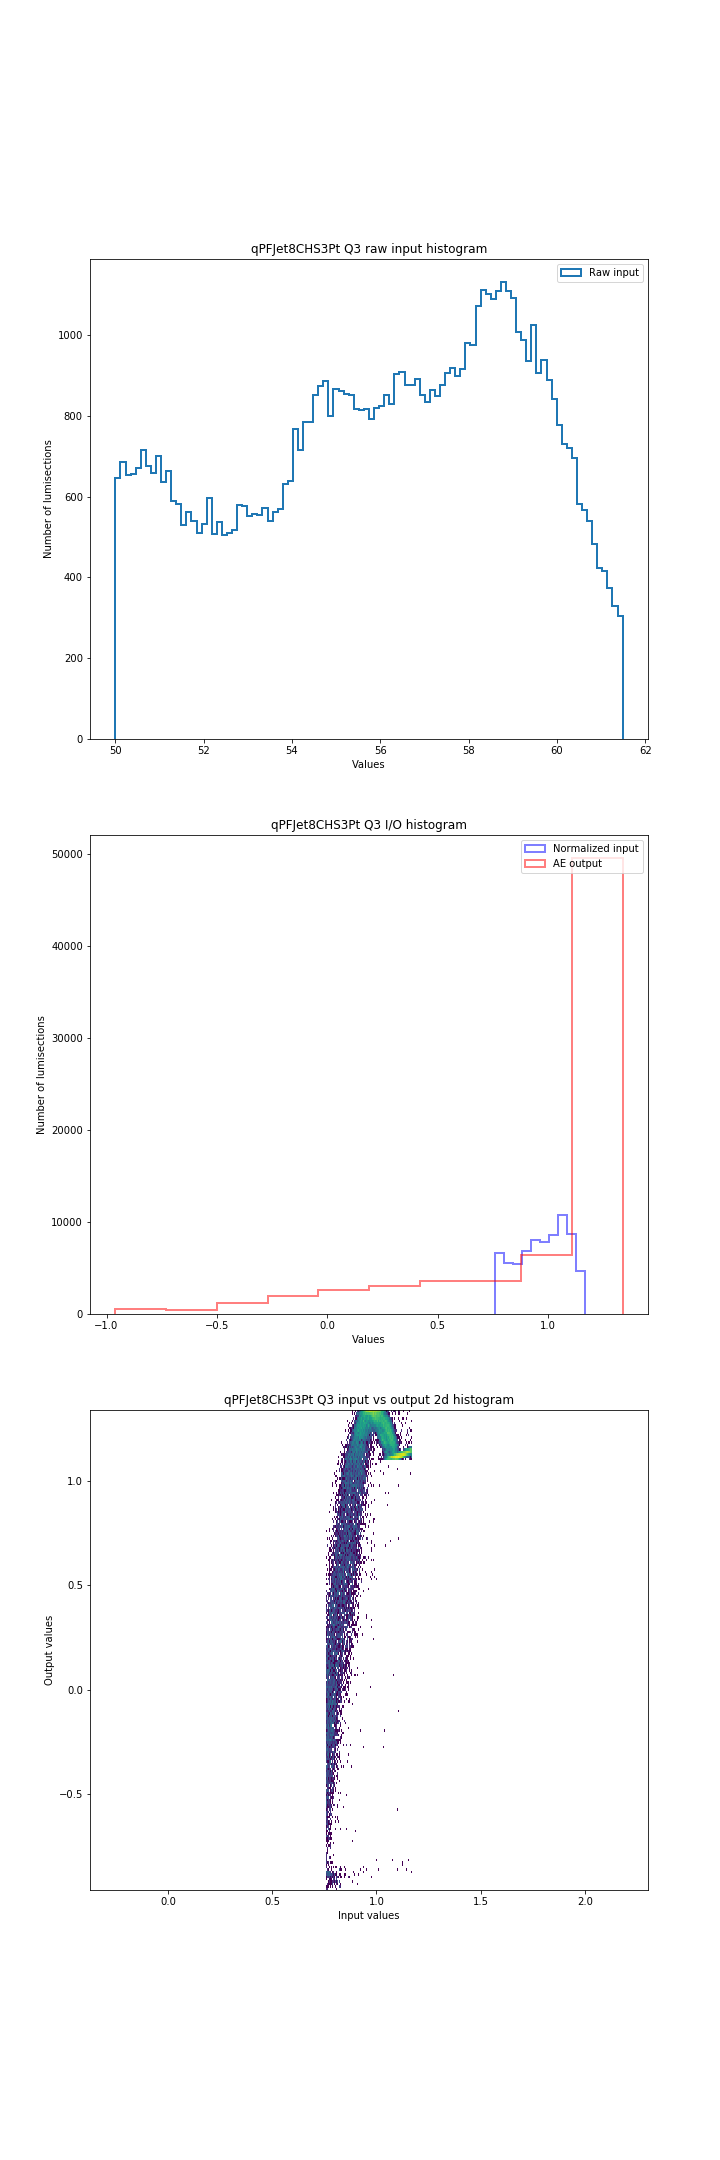 qPFJet8CHS3Pt Q3 raw input histogram
Raw input
1000
800
600
400
200
0
Number of lumisections
50 52 54 56 58 60 62
Values
qPFJet8CHS3Pt Q3 I/O histogram
Normalized input
AE output
50000
40000
30000
20000
10000
0
Number of lumisections
−1.0 −0.5 0.0 0.5 1.0
Values
qPFJet8CHS3Pt Q3 input vs output 2d histogram
1.0
0.5
0.0
−0.5
Output values
0.0 0.5 1.0 1.5 2.0
Input values